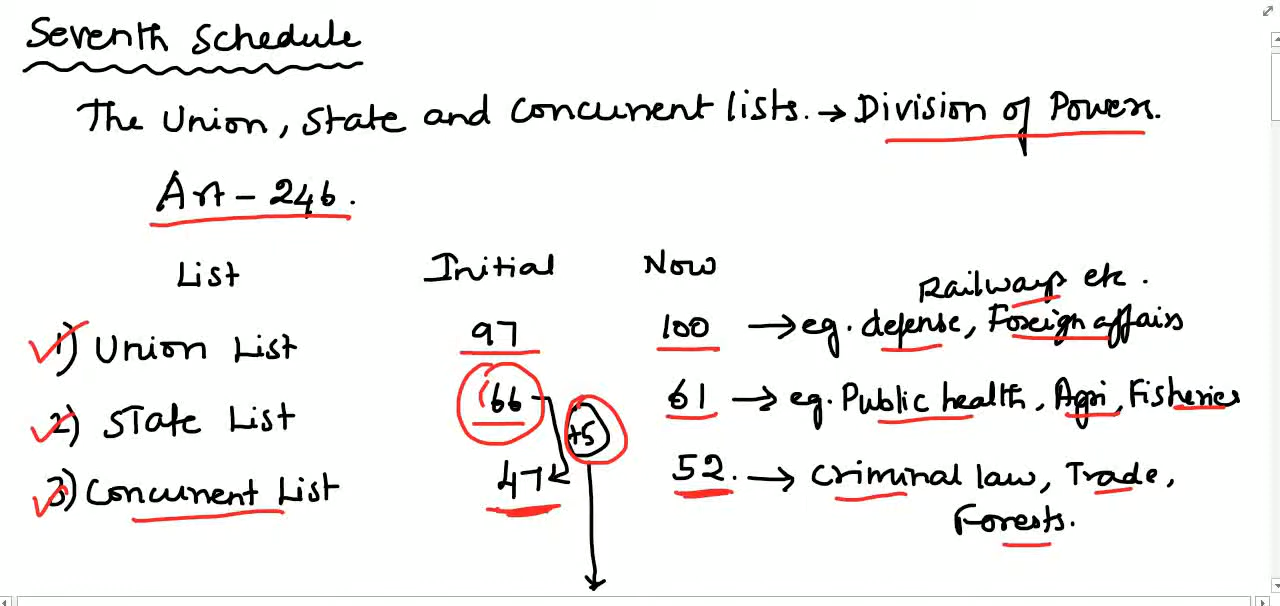 Seventh Schedule
The Union, State and Concurrent lists. → Division of Powers.
Art - 246.
List Initial Now
Railways etc.
1) Union List 97 100 → eg. defense, Foreign affairs
2) State List 66 61 → eg. Public health, Agri, Fisheries
+5
3) Concurrent List 47 52. → Criminal law, Trade,
Forests.